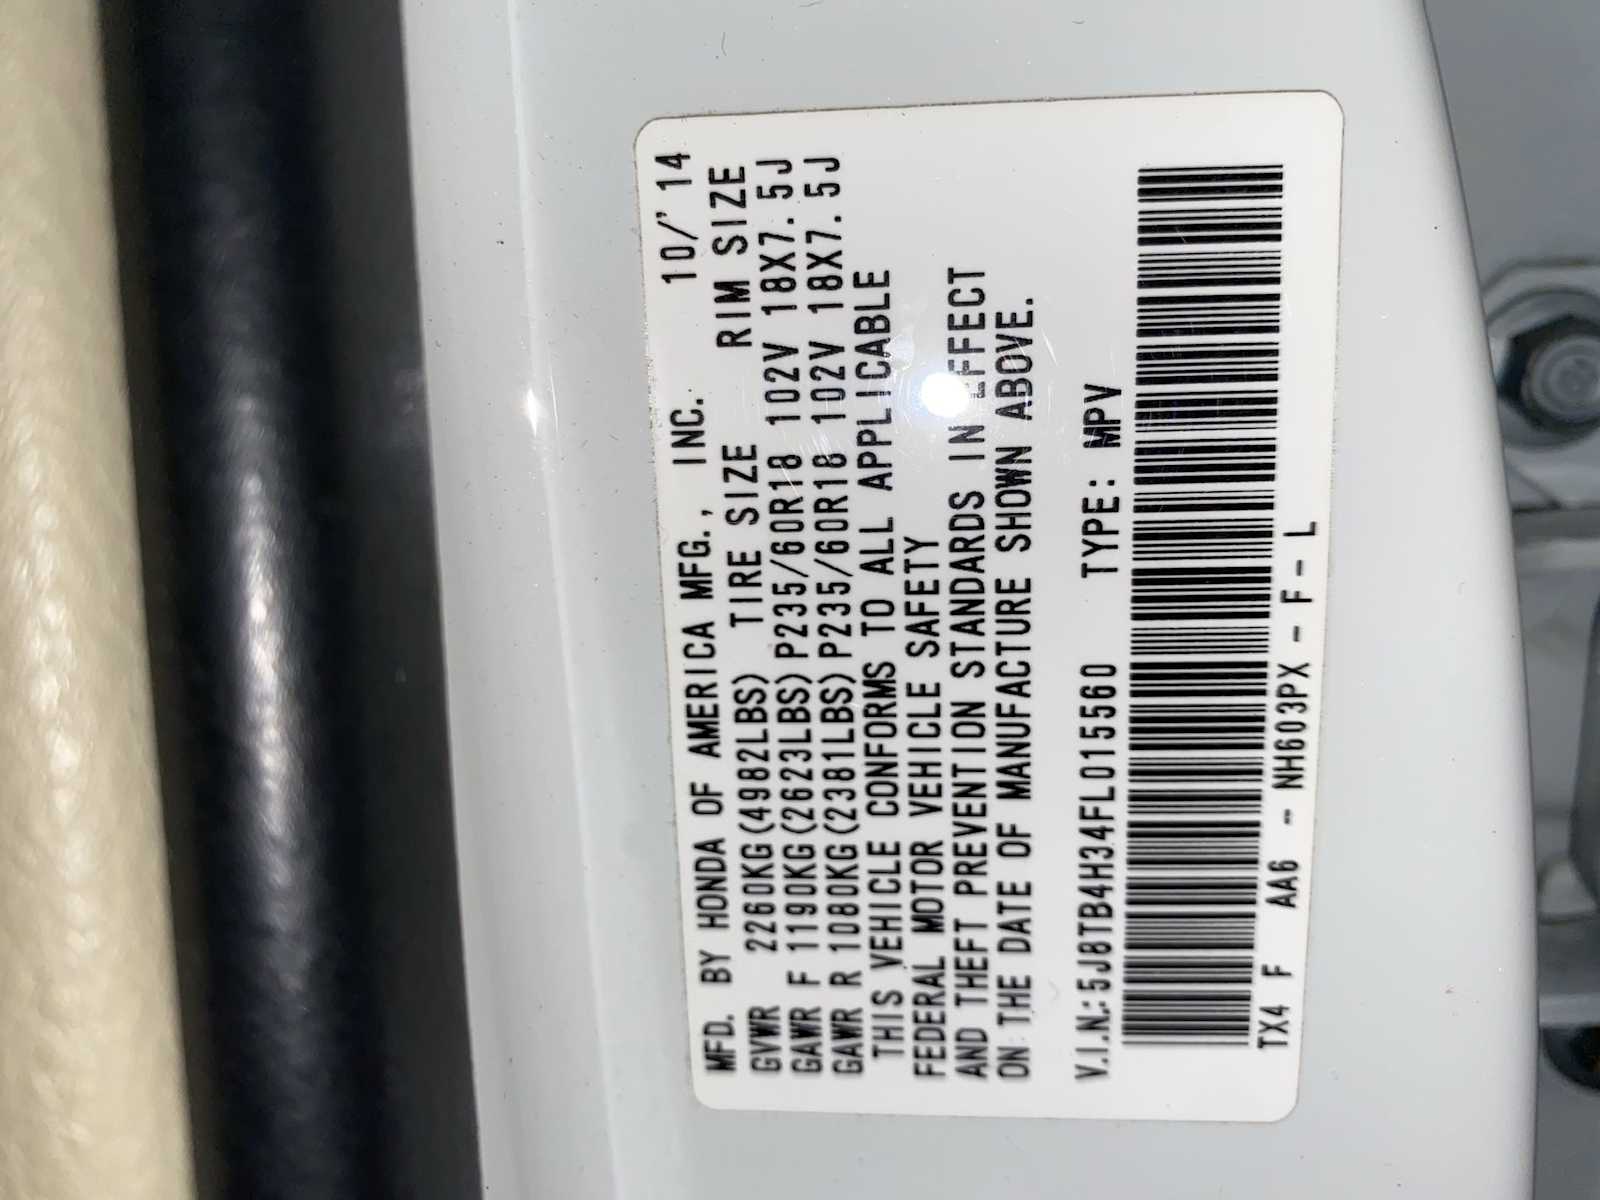 MFD. BY HONDA OF AMERICA MFG., INC. 10/'14
GVWR 2260KG(4982LBS) TIRE SIZE RIM SIZE
GAWR F 1190KG(2623LBS)P235/60R18 102V 18X7.5J
GAWR R 1080KG(2381LBS)P235/60R18 102V 18X7.5J
THIS VEHICLE CONFORMS TO ALL APPLICABLE
FEDERAL MOTOR VEHICLE SAFETY
AND THEFT PREVENTION STANDARDS IN EFFECT
ON THE DATE OF MANUFACTURE SHOWN ABOVE.
V.I.N.:5J8TB4H34FL015560 TYPE: MPV
TX4 F AA6 - NH603PX - F - L